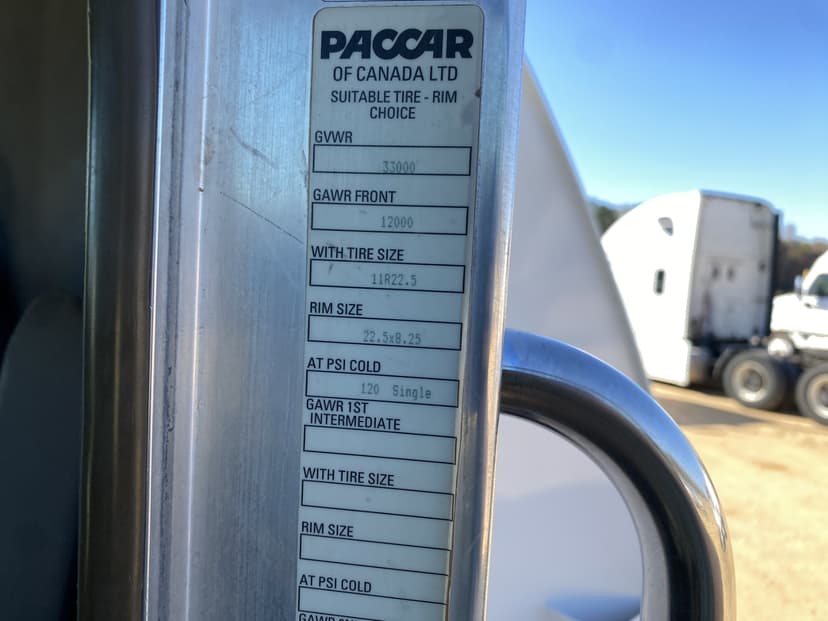 PACCAR
OF CANADA LTD
SUITABLE TIRE - RIM
CHOICE
GVWR
33000
GAWR FRONT
12000
WITH TIRE SIZE
11R22.5
RIM SIZE
22.5x8.25
AT PSI COLD
120 Single
GAWR 1ST
INTERMEDIATE
WITH TIRE SIZE
RIM SIZE
AT PSI COLD